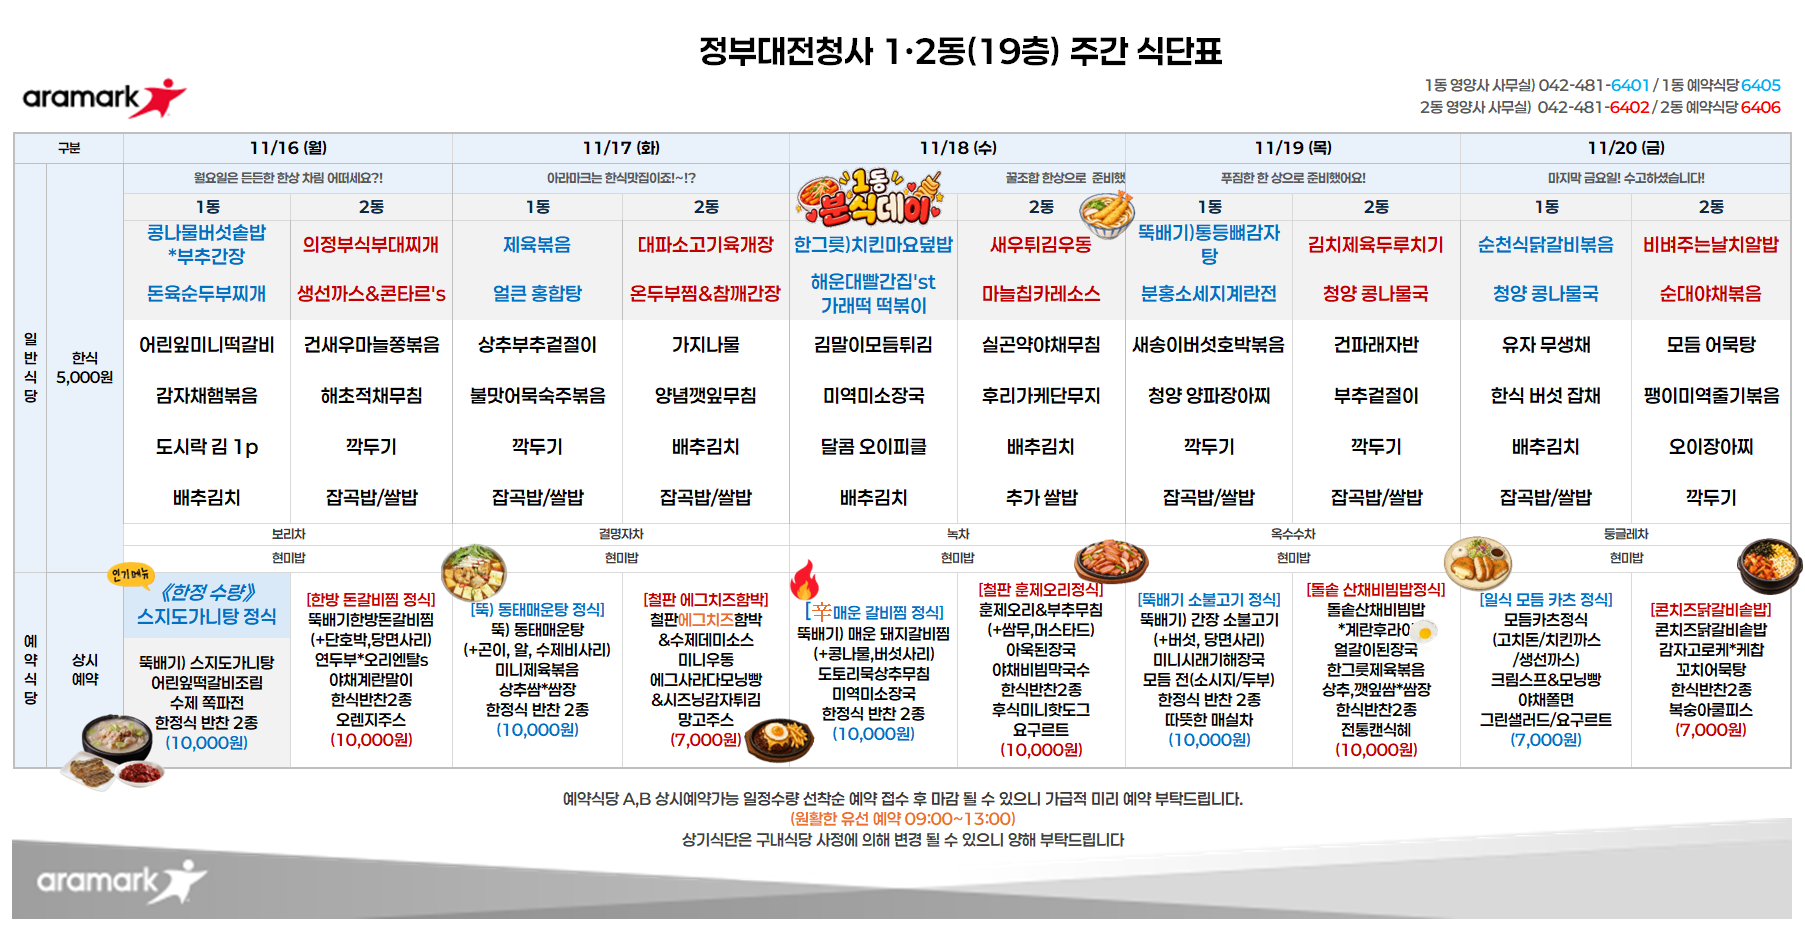 정부대전청사 1·2동(19층) 주간 식단표
aramark
1동 영양사 사무실) 042-481-6401 / 1동 예약식당 6405
2동 영양사 사무실) 042-481-6402 / 2동 예약식당 6406
구분
11/16 (월)
11/17 (화)
11/18 (수)
11/19 (목)
11/20 (금)
일반식당
한식
5,000원
월요일은 든든한 한상 차림 어떠세요?!
아라마크는 한식맛집이죠!~!?
1동
분식데이
꿀조합 한상으로 준비했
푸짐한 한 상으로 준비했어요!
마지막 금요일! 수고하셨습니다!
1동
2동
1동
2동
2동
1동
2동
1동
2동
콩나물버섯솥밥
*부추간장
의정부식부대찌개
제육볶음
대파소고기육개장
한그릇)치킨마요덮밥
새우튀김우동
뚝배기)통등뼈감자
탕
김치제육두루치기
순천식닭갈비볶음
비벼주는날치알밥
돈육순두부찌개
생선까스&콘타르's
얼큰 홍합탕
온두부찜&참깨간장
해운대빨간집'st
가래떡 떡볶이
마늘칩카레소스
분홍소세지계란전
청양 콩나물국
청양 콩나물국
순대야채볶음
어린잎미니떡갈비
건새우마늘쫑볶음
상추부추겉절이
가지나물
김말이모듬튀김
실곤약야채무침
새송이버섯호박볶음
건파래자반
유자 무생채
모듬 어묵탕
감자채햄볶음
해초적채무침
불맛어묵숙주볶음
양념깻잎무침
미역미소장국
후리가케단무지
청양 양파장아찌
부추겉절이
한식 버섯 잡채
팽이미역줄기볶음
도시락 김 1p
깍두기
깍두기
배추김치
달콤 오이피클
배추김치
깍두기
깍두기
배추김치
오이장아찌
배추김치
잡곡밥/쌀밥
잡곡밥/쌀밥
잡곡밥/쌀밥
배추김치
추가 쌀밥
잡곡밥/쌀밥
잡곡밥/쌀밥
잡곡밥/쌀밥
깍두기
보리차
결명자차
녹차
옥수수차
둥글레차
현미밥
현미밥
현미밥
현미밥
현미밥
예약식당
상시
예약
인기메뉴
《한정 수량》
스지도가니탕 정식
뚝배기) 스지도가니탕
어린잎떡갈비조림
수제 쪽파전
한정식 반찬 2종
(10,000원)
[한방 돈갈비찜 정식]
뚝배기한방돈갈비찜
(+단호박,당면사리)
연두부*오리엔탈s
야채계란말이
한식반찬2종
오렌지주스
(10,000원)
[뚝) 동태매운탕 정식]
뚝) 동태매운탕
(+곤이, 알, 수제비사리)
미니제육볶음
상추쌈*쌈장
한정식 반찬 2종
(10,000원)
[철판 에그치즈함박]
철판에그치즈함박
&수제데미소스
미니우동
에그사라다모닝빵
&시즈닝감자튀김
망고주스
(7,000원)
[辛매운 갈비찜 정식]
뚝배기) 매운 돼지갈비찜
(+콩나물,버섯사리)
도토리묵상추무침
미역미소장국
한정식 반찬 2종
(10,000원)
[철판 훈제오리정식]
훈제오리&부추무침
(+쌈무,머스타드)
아욱된장국
야채비빔막국수
한식반찬2종
후식미니핫도그
요구르트
(10,000원)
[뚝배기 소불고기 정식]
뚝배기) 간장 소불고기
(+버섯, 당면사리)
미니시래기해장국
모듬 전(소시지/두부)
한정식 반찬 2종
따뜻한 매실차
(10,000원)
[돌솥 산채비빔밥정식]
돌솥산채비빔밥
*계란후라이
얼갈이된장국
한그릇제육볶음
상추,깻잎쌈*쌈장
한식반찬2종
전통캔식혜
(10,000원)
[일식 모듬 카츠 정식]
모듬카츠정식
(고치돈/치킨까스
/생선까스)
크림스프&모닝빵
야채쫄면
그린샐러드/요구르트
(7,000원)
[콘치즈닭갈비솥밥]
콘치즈닭갈비솥밥
감자고로케*케찹
꼬치어묵탕
한식반찬2종
복숭아쿨피스
(7,000원)
예약식당 A,B 상시예약가능 일정수량 선착순 예약 접수 후 마감 될 수 있으니 가급적 미리 예약 부탁드립니다.
(원활한 유선 예약 09:00~13:00)
상기식단은 구내식당 사정에 의해 변경 될 수 있으니 양해 부탁드립니다
aramark